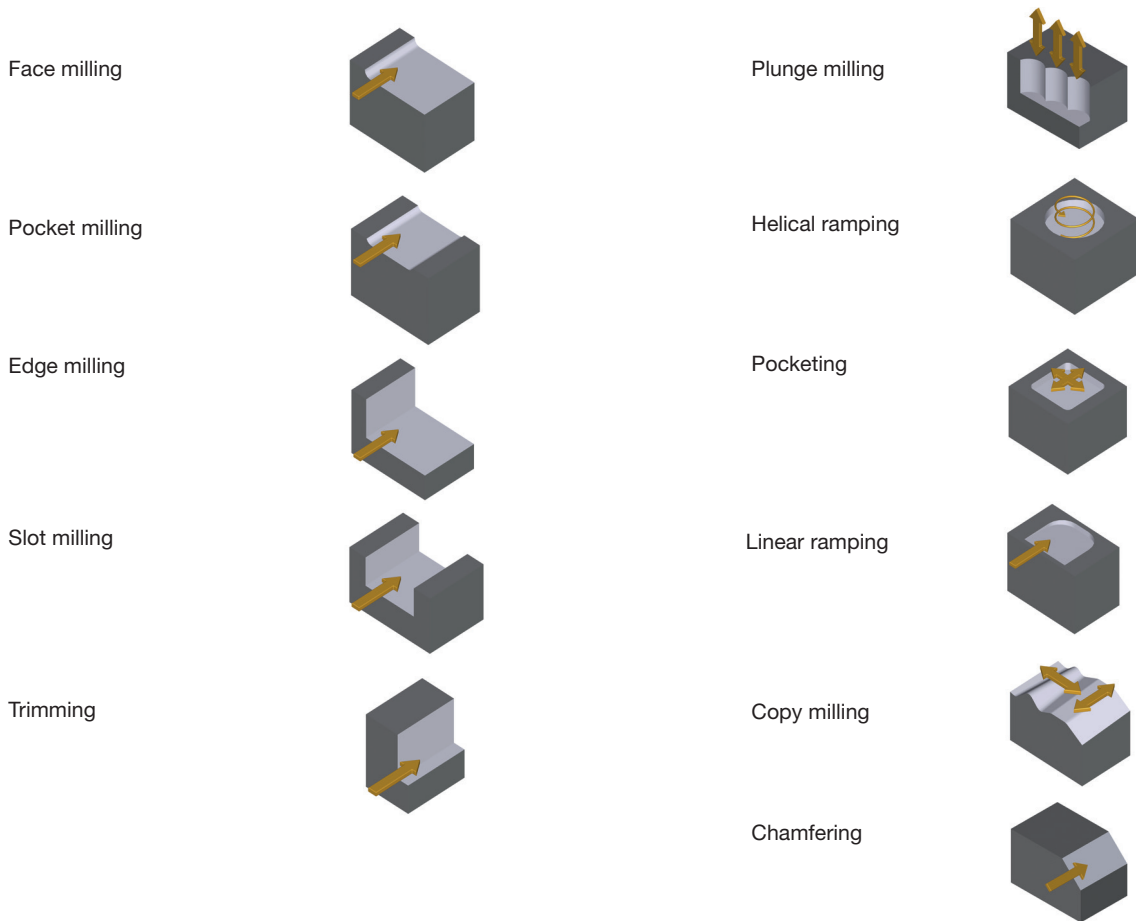 Face milling
Pocket milling
Edge milling
Slot milling
Trimming
Plunge milling
Helical ramping
Pocketing
Linear ramping
Copy milling
Chamfering